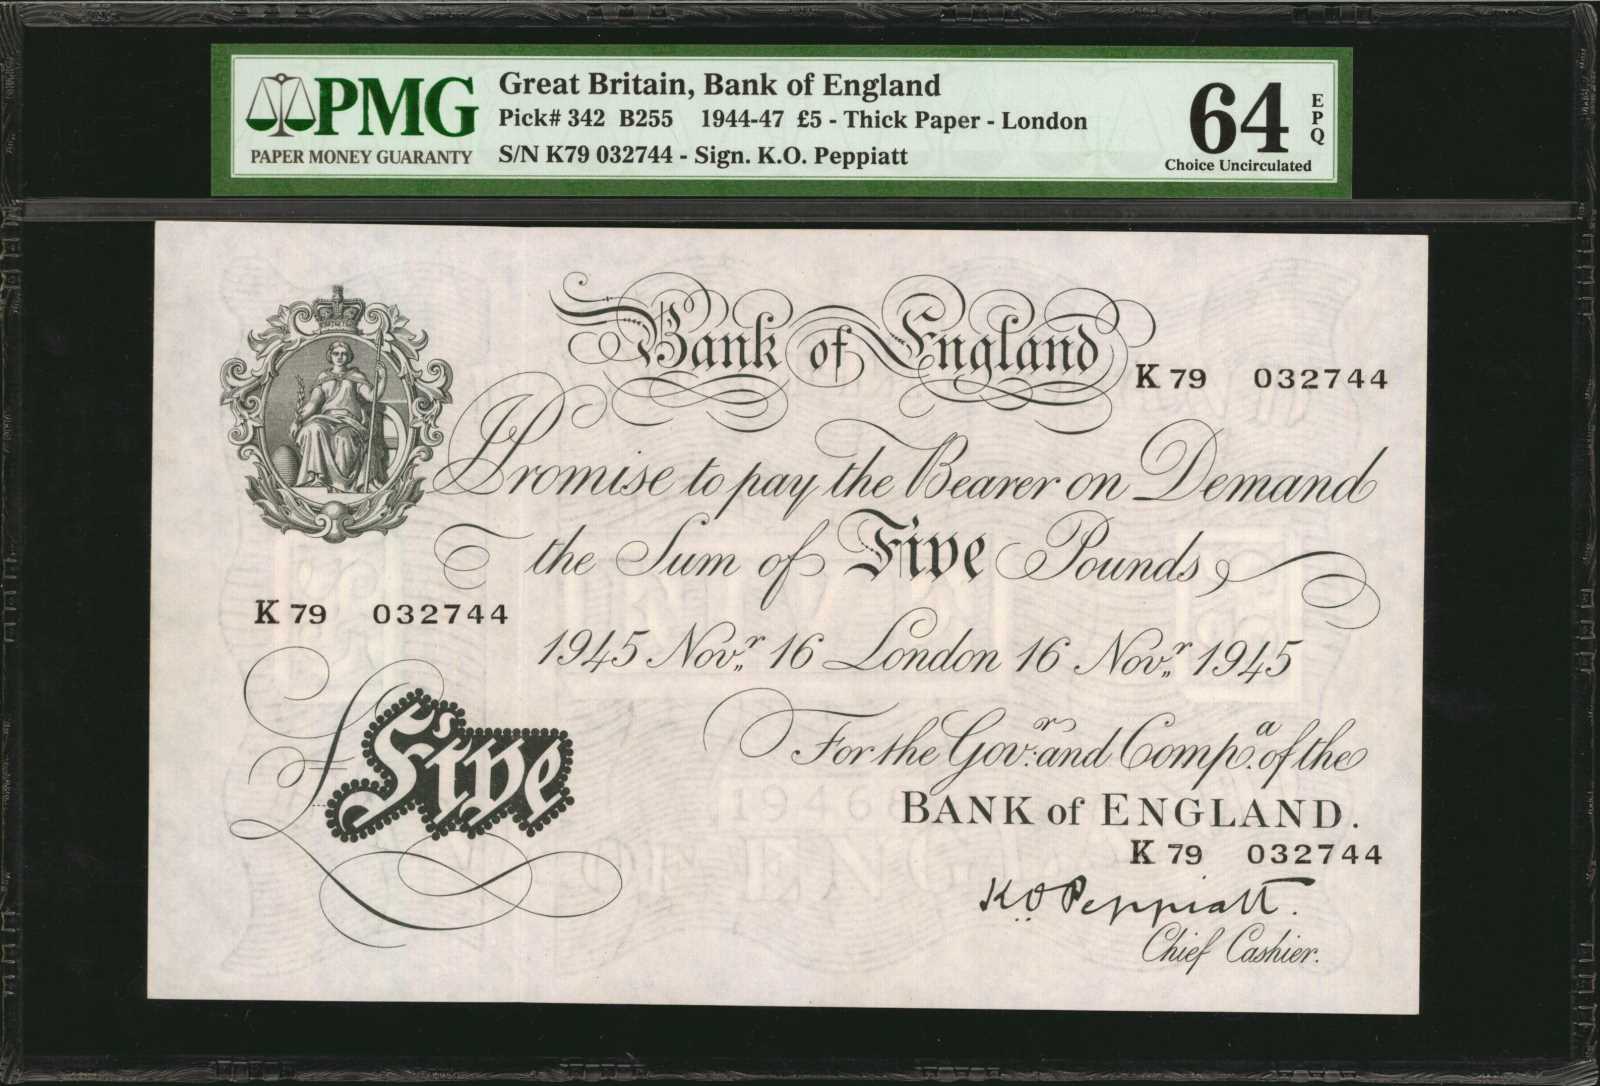 PMG
PAPER MONEY GUARANTY
Great Britain, Bank of England
Pick# 342 B255 1944-47 £5 - Thick Paper - London
S/N K79 032744 - Sign. K.O. Peppiatt
64
EPQ
Choice Uncirculated
Bank of England
K 79 032744
I Promise to pay the Bearer on Demand
the Sum of Five Pounds
K 79 032744
1945 Novr. 16 London 16 Novr. 1945
£Five
For the Govr. and Compa. of the
BANK of ENGLAND.
K 79 032744
K.O. Peppiatt.
Chief Cashier.